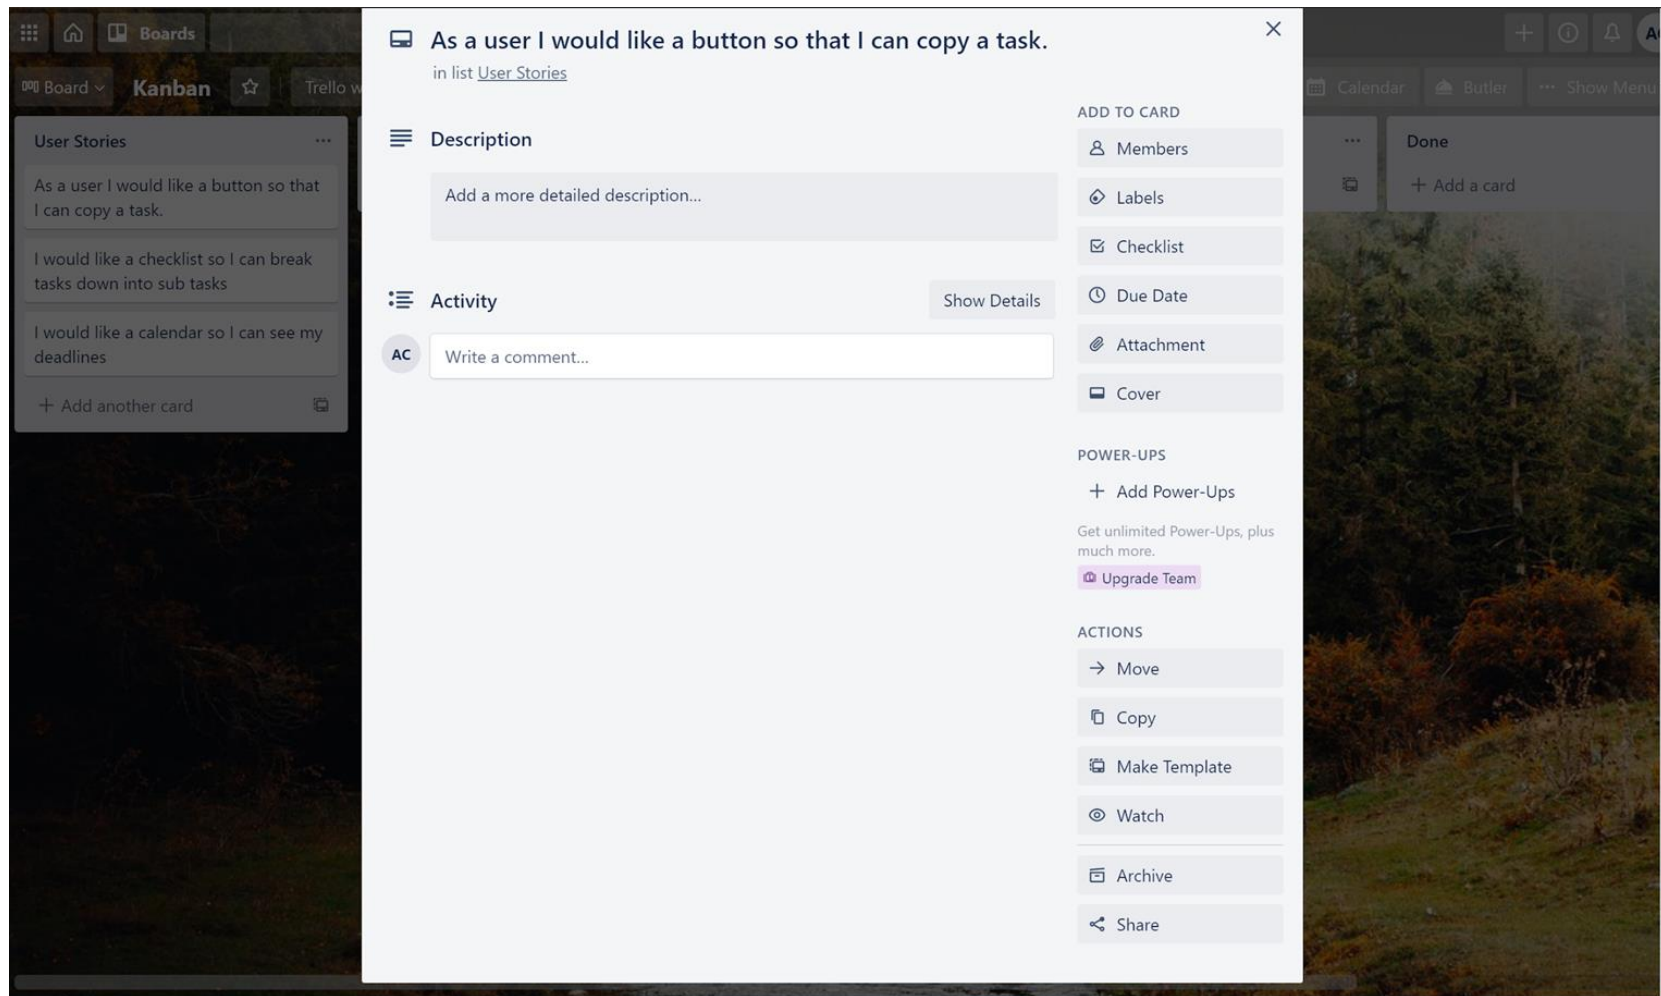 Boards
Board
Kanban
Trello w
Calendar
Butler
Show Menu
User Stories
As a user I would like a button so that
I can copy a task.
I would like a checklist so I can break
tasks down into sub tasks
I would like a calendar so I can see my
deadlines
+ Add another card
As a user I would like a button so that I can copy a task.
in list User Stories
Description
Add a more detailed description...
Activity
Show Details
AC
Write a comment...
ADD TO CARD
Members
Labels
Checklist
Due Date
Attachment
Cover
POWER-UPS
+ Add Power-Ups
Get unlimited Power-Ups, plus
much more.
Upgrade Team
ACTIONS
Move
Copy
Make Template
Watch
Archive
Share
Done
+ Add a card